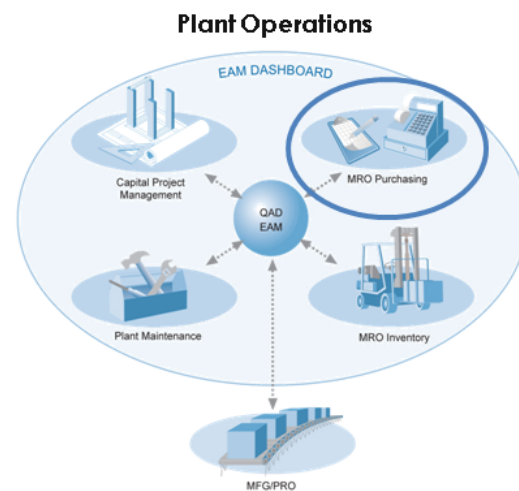 Plant Operations
EAM DASHBOARD
Capital Project
Management
MRO Purchasing
QAD
EAM
Plant Maintenance
MRO Inventory
MFG/PRO